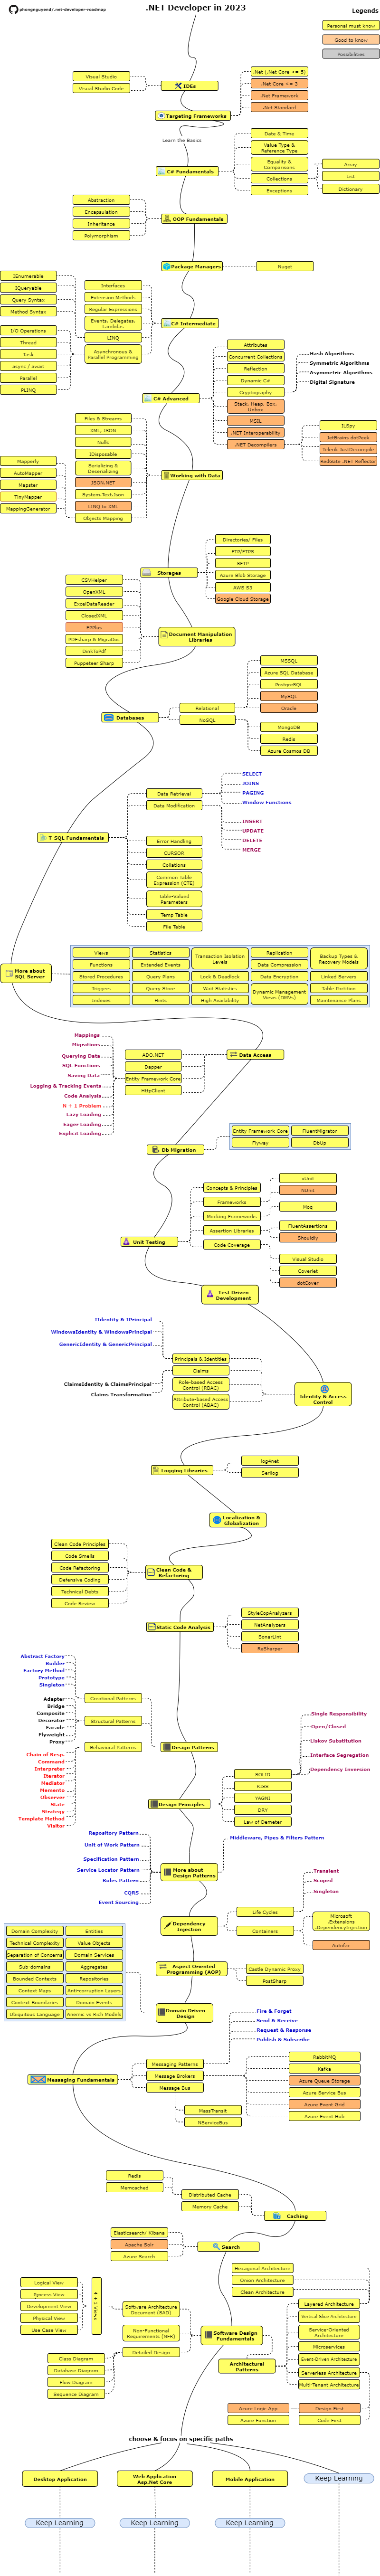 phongnguyend/.net-developer-roadmap
.NET Developer in 2023
Legends
Personal must know
Good to know
Possibilities
Visual Studio
Visual Studio Code
IDEs
Targeting Frameworks
.Net (.Net Core >= 5)
.Net Core <= 3
.Net Framework
.Net Standard
Learn the Basics
C# Fundamentals
Date & Time
Value Type &
Reference Type
Equality &
Comparisons
Collections
Exceptions
Array
List
Dictionary
Abstraction
Encapsulation
Inheritance
Polymorphism
OOP Fundamentals
Package Managers
Nuget
IEnumerable
IQueryable
Query Syntax
Method Syntax
I/O Operations
Thread
Task
async / await
Parallel
PLINQ
Interfaces
Extension Methods
Regular Expressions
Events, Delegates,
Lambdas
LINQ
Asynchronous &
Parallel Programming
C# Intermediate
C# Advanced
Attributes
Concurrent Collections
Reflection
Dynamic C#
Cryptography
Stack, Heap, Box,
Unbox
MSIL
.NET Interoperability
.NET Decompilers
Hash Algorithms
Symmetric Algorithms
Asymmetric Algorithms
Digital Signature
ILSpy
JetBrains dotPeek
Telerik JustDecompile
RedGate .NET Reflector
Files & Streams
XML, JSON
Nulls
IDisposable
Serializing &
Deserializing
JSON.NET
System.Text.Json
LINQ to XML
Objects Mapping
Mapperly
AutoMapper
Mapster
TinyMapper
MappingGenerator
Working with Data
Storages
Directories/ Files
FTP/FTPS
SFTP
Azure Blob Storage
AWS S3
Google Cloud Storage
CSVHelper
OpenXML
ExcelDataReader
ClosedXML
EPPlus
PDFsharp & MigraDoc
DinkToPdf
Puppeteer Sharp
Document Manipulation
Libraries
Databases
Relational
NoSQL
MSSQL
Azure SQL Database
PostgreSQL
MySQL
Oracle
MongoDB
Redis
Azure Cosmos DB
T-SQL Fundamentals
Data Retrieval
Data Modification
Error Handling
CURSOR
Collations
Common Table
Expression (CTE)
Table-Valued
Parameters
Temp Table
File Table
SELECT
JOINS
PAGING
Window Functions
INSERT
UPDATE
DELETE
MERGE
More about
SQL Server
Views
Functions
Stored Procedures
Triggers
Indexes
Statistics
Extended Events
Query Plans
Query Store
Hints
Transaction Isolation
Levels
Lock & Deadlock
Wait Statistics
High Availability
Replication
Data Compression
Data Encryption
Dynamic Management
Views (DMVs)
Backup Types &
Recovery Models
Linked Servers
Table Partition
Maintenance Plans
Data Access
ADO.NET
Dapper
Entity Framework Core
HttpClient
Mappings
Migrations
Querying Data
SQL Functions
Saving Data
Logging & Tracking Events
Code Analysis
N + 1 Problem
Lazy Loading
Eager Loading
Explicit Loading
Db Migration
Entity Framework Core
FluentMigrator
Flyway
DbUp
Unit Testing
Concepts & Principles
Frameworks
Mocking Frameworks
Assertion Libraries
Code Coverage
xUnit
NUnit
Moq
FluentAssertions
Shouldly
Visual Studio
Coverlet
dotCover
Test Driven
Development
Identity & Access
Control
Principals & Identities
Claims
Role-based Access
Control (RBAC)
Attribute-based Access
Control (ABAC)
IIdentity & IPrincipal
WindowsIdentity & WindowsPrincipal
GenericIdentity & GenericPrincipal
ClaimsIdentity & ClaimsPrincipal
Claims Transformation
Logging Libraries
log4net
Serilog
Localization &
Globalization
Clean Code &
Refactoring
Clean Code Principles
Code Smells
Code Refactoring
Defensive Coding
Technical Debts
Code Review
Static Code Analysis
StyleCopAnalyzers
NetAnalyzers
SonarLint
ReSharper
Design Patterns
Creational Patterns
Structural Patterns
Behavioral Patterns
Abstract Factory
Builder
Factory Method
Prototype
Singleton
Adapter
Bridge
Composite
Decorator
Facade
Flyweight
Proxy
Chain of Resp.
Command
Interpreter
Iterator
Mediator
Memento
Observer
State
Strategy
Template Method
Visitor
Design Principles
SOLID
KISS
YAGNI
DRY
Law of Demeter
Single Responsibility
Open/Closed
Liskov Substitution
Interface Segregation
Dependency Inversion
More about
Design Patterns
Repository Pattern
Unit of Work Pattern
Specification Pattern
Service Locator Pattern
Rules Pattern
CQRS
Event Sourcing
Middleware, Pipes & Filters Pattern
Dependency
Injection
Life Cycles
Containers
Transient
Scoped
Singleton
Microsoft
.Extensions
.DependencyInjection
Autofac
Aspect Oriented
Programming (AOP)
Castle Dynamic Proxy
PostSharp
Domain Driven
Design
Domain Complexity
Technical Complexity
Separation of Concerns
Sub-domains
Bounded Contexts
Context Maps
Context Boundaries
Ubiquitous Language
Entities
Value Objects
Domain Services
Aggregates
Repositories
Anti-corruption Layers
Domain Events
Anemic vs Rich Models
Messaging Fundamentals
Messaging Patterns
Message Brokers
Message Bus
Fire & Forget
Send & Receive
Request & Response
Publish & Subscribe
RabbitMQ
Kafka
Azure Queue Storage
Azure Service Bus
Azure Event Grid
Azure Event Hub
MassTransit
NServiceBus
Caching
Distributed Cache
Memory Cache
Redis
Memcached
Search
Elasticsearch/ Kibana
Apache Solr
Azure Search
Software Design
Fundamentals
Software Architecture
Document (SAD)
Non-Functional
Requirements (NFR)
Detailed Design
4 + 1 Views
Logical View
Process View
Development View
Physical View
Use Case View
Class Diagram
Database Diagram
Flow Diagram
Sequence Diagram
Architectural
Patterns
Hexagonal Architecture
Onion Architecture
Clean Architecture
Layered Architecture
Vertical Slice Architecture
Service-Oriented
Architecture
Microservices
Event-Driven Architecture
Serverless Architecture
Multi-Tenant Architecture
Azure Logic App
Design First
Azure Function
Code First
choose & focus on specific paths
Desktop Application
Web Application
Asp.Net Core
Mobile Application
Keep Learning
Keep Learning
Keep Learning
Keep Learning